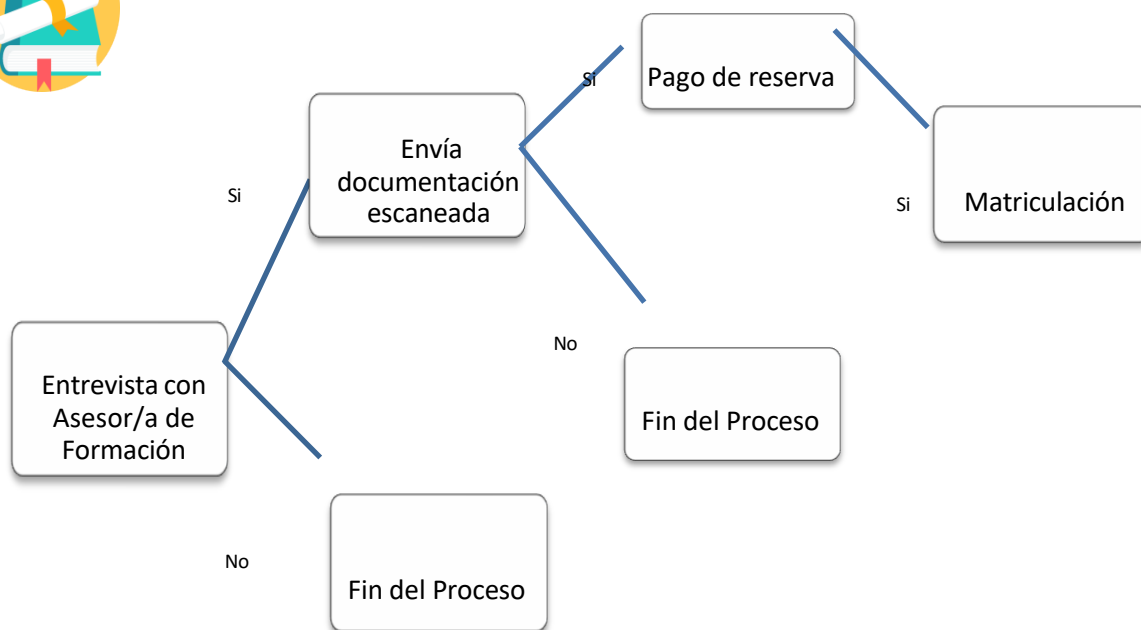 Si
Pago de reserva
Envía
documentación
escaneada
Si
Si
Matriculación
No
Entrevista con
Asesor/a de
Formación
Fin del Proceso
No
Fin del Proceso